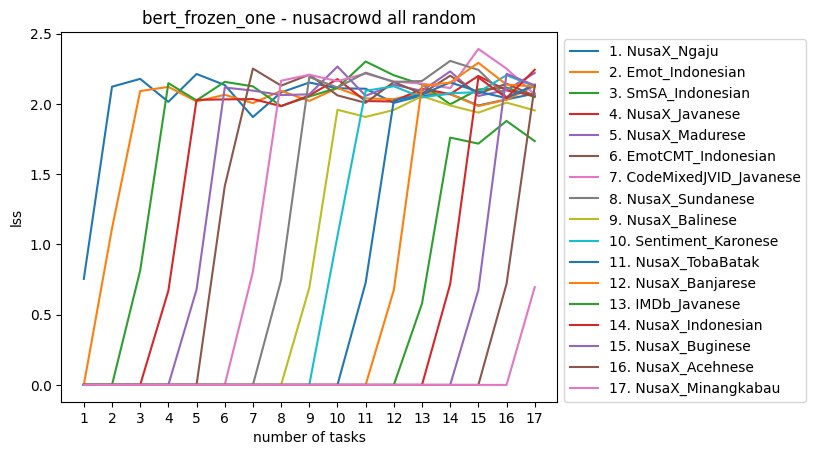 bert_frozen_one - nusacrowd all random
2.5
2.0
1.5
1.0
0.5
0.0
lss
1 2 3 4 5 6 7 8 9 10 11 12 13 14 15 16 17
number of tasks
1. NusaX_Ngaju
2. Emot_Indonesian
3. SmSA_Indonesian
4. NusaX_Javanese
5. NusaX_Madurese
6. EmotCMT_Indonesian
7. CodeMixedJVID_Javanese
8. NusaX_Sundanese
9. NusaX_Balinese
10. Sentiment_Karonese
11. NusaX_TobaBatak
12. NusaX_Banjarese
13. IMDb_Javanese
14. NusaX_Indonesian
15. NusaX_Buginese
16. NusaX_Acehnese
17. NusaX_Minangkabau